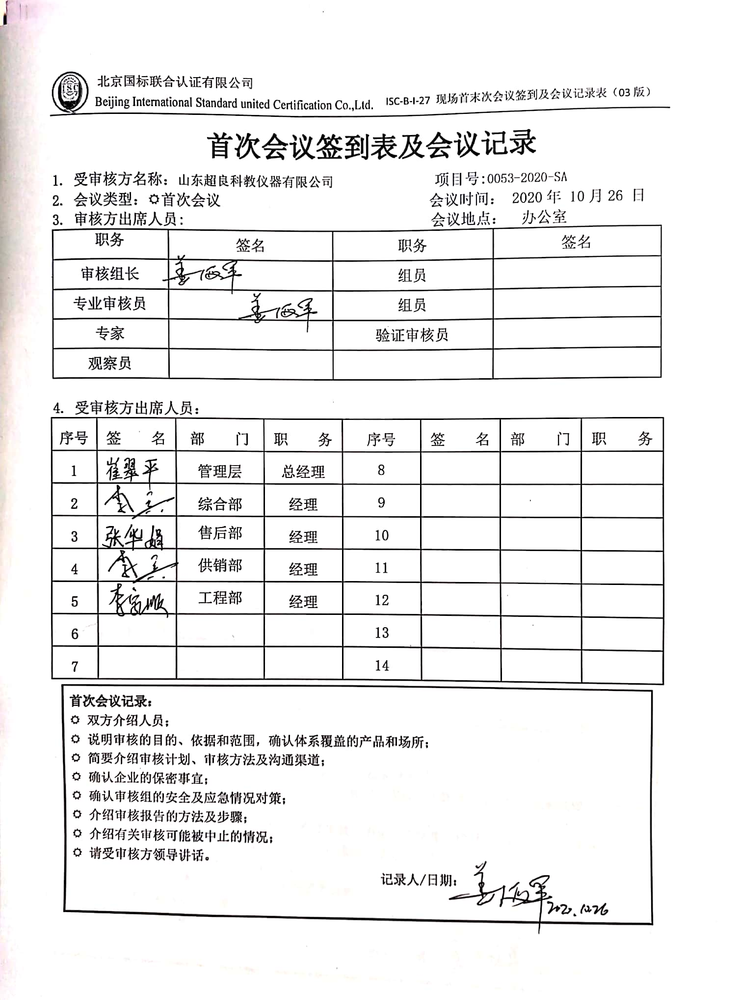 ISC
北京国标联合认证有限公司
Beijing International Standard united Certification Co.,Ltd. ISC-B-I-27 现场首末次会议签到及会议记录表（03 版）
首次会议签到表及会议记录
1. 受审核方名称：山东超良科教仪器有限公司 项目号:0053-2020-SA
2. 会议类型：首次会议 会议时间： 2020 年 10 月 26 日
3. 审核方出席人员: 会议地点： 办公室
职务 签名 职务 签名
审核组长 姜海军 组员
专业审核员 姜海军 组员
专家 验证审核员
观察员
4. 受审核方出席人员：
序号 签 名 部 门 职 务 序号 签 名 部 门 职 务
1 崔翠平 管理层 总经理 8
2 综合部 经理 9
3 张华娟 售后部 经理 10
4 供销部 经理 11
5 李富顺 工程部 经理 12
6 13
7 14
首次会议记录:
双方介绍人员；
说明审核的目的、依据和范围，确认体系覆盖的产品和场所；
简要介绍审核计划、审核方法及沟通渠道；
确认企业的保密事宜；
确认审核组的安全及应急情况对策；
介绍审核报告的方法及步骤；
介绍有关审核可能被中止的情况；
请受审核方领导讲话。
记录人/日期：姜海军 2020.10.26